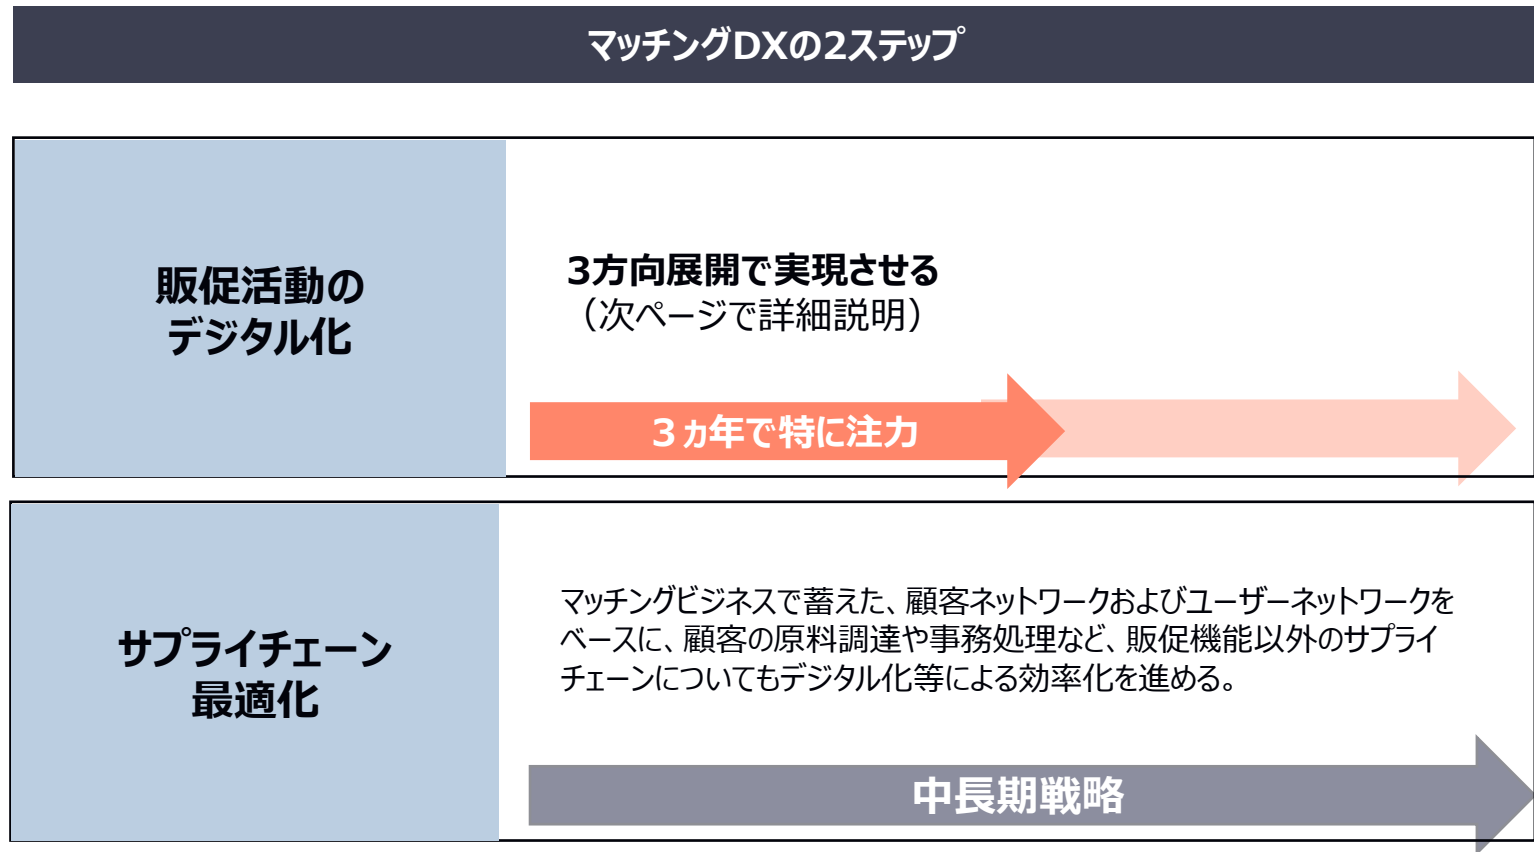 マッチングDXの2ステップ
販促活動の
デジタル化
3方向展開で実現させる
（次ページで詳細説明）
３ヵ年で特に注力
サプライチェーン
最適化
マッチングビジネスで蓄えた、顧客ネットワークおよびユーザーネットワークを
ベースに、顧客の原料調達や事務処理など、販促機能以外のサプライ
チェーンについてもデジタル化等による効率化を進める。
中長期戦略